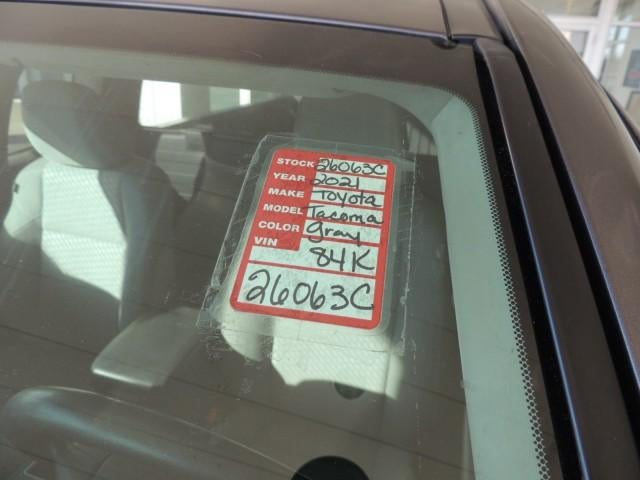 STOCK 26063C
YEAR 2021
MAKE Toyota
MODEL Tacoma
COLOR gray
VIN 84K
26063C